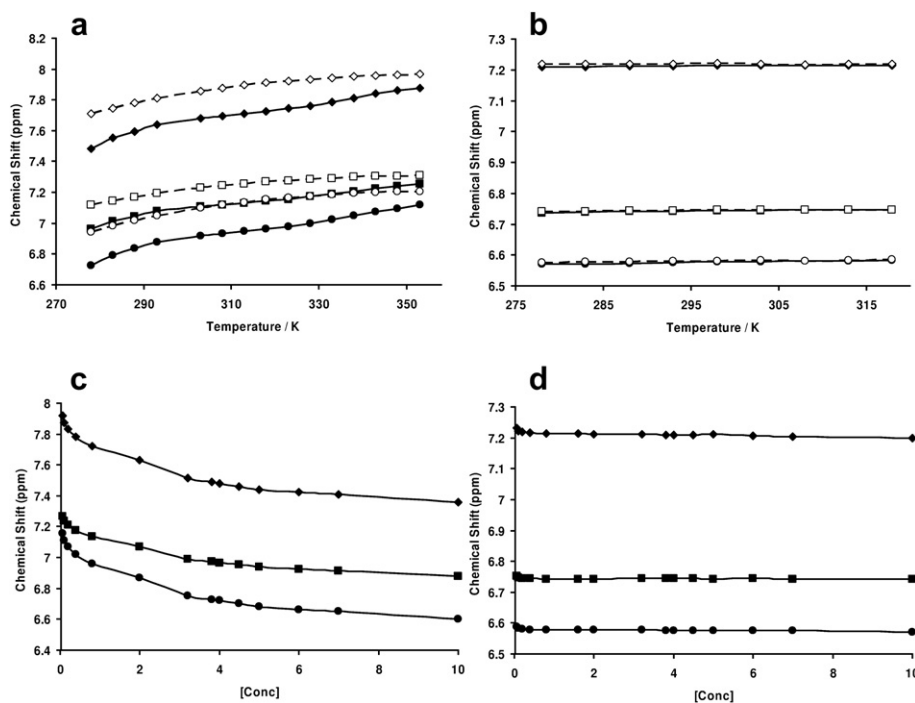 a
8.2
8
7.8
7.6
7.4
7.2
7
6.8
6.6
Chemical Shift (ppm)
270 290 310 330 350
Temperature / K
b
7.3
7.2
7.1
7
6.9
6.8
6.7
6.6
6.5
Chemical Shift (ppm)
275 285 295 305 315
Temperature / K
c
8
7.8
7.6
7.4
7.2
7
6.8
6.6
6.4
Chemical Shift (ppm)
0 2 4 6 8 10
[Conc]
d
7.3
7.2
7.1
7
6.9
6.8
6.7
6.6
6.5
Chemical Shift (ppm)
0 2 4 6 8 10
[Conc]